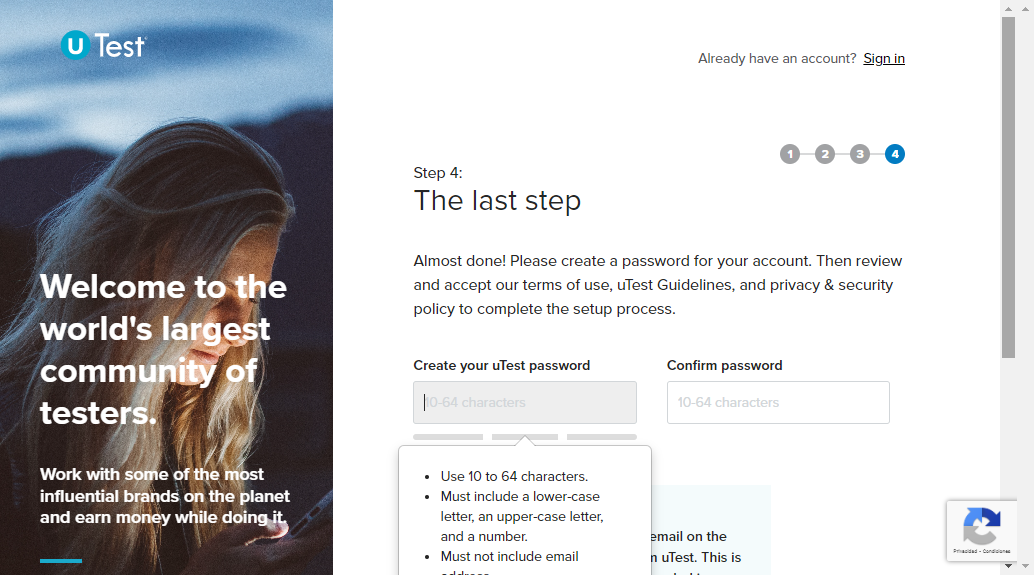 U Test
Already have an account? Sign in
1 2 3 4
Step 4:
The last step
Almost done! Please create a password for your account. Then review
and accept our terms of use, uTest Guidelines, and privacy & security
policy to complete the setup process.
Welcome to the
world's largest
community of
testers.
Work with some of the most
influential brands on the planet
and earn money while doing it.
Create your uTest password
Confirm password
10-64 characters
10-64 characters
• Use 10 to 64 characters.
• Must include a lower-case
letter, an upper-case letter,
and a number.
• Must not include email
address
email on the
uTest. This is
Privacidad - Condiciones